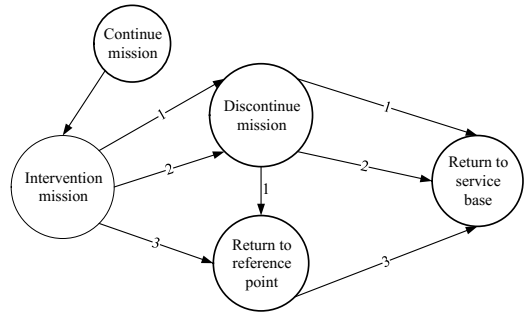 Continue
mission
Intervention
mission
Discontinue
mission
Return to
reference
point
Return to
service
base
1
2
3
1
1
2
3